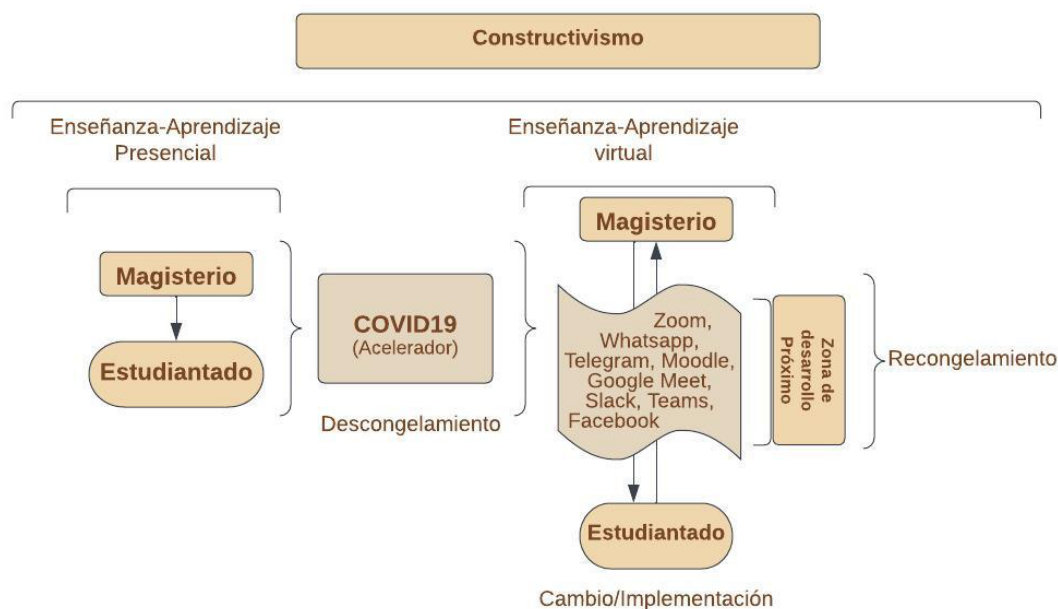 Constructivismo
Enseñanza-Aprendizaje
Presencial
Magisterio
Estudiantado
COVID19
(Acelerador)
Descongelamiento
Enseñanza-Aprendizaje
virtual
Magisterio
Zoom,
Whatsapp,
Telegram, Moodle,
Google Meet,
Slack, Teams,
Facebook
Estudiantado
Cambio/Implementación
Zona de
desarrollo
Próximo
Recongelamiento